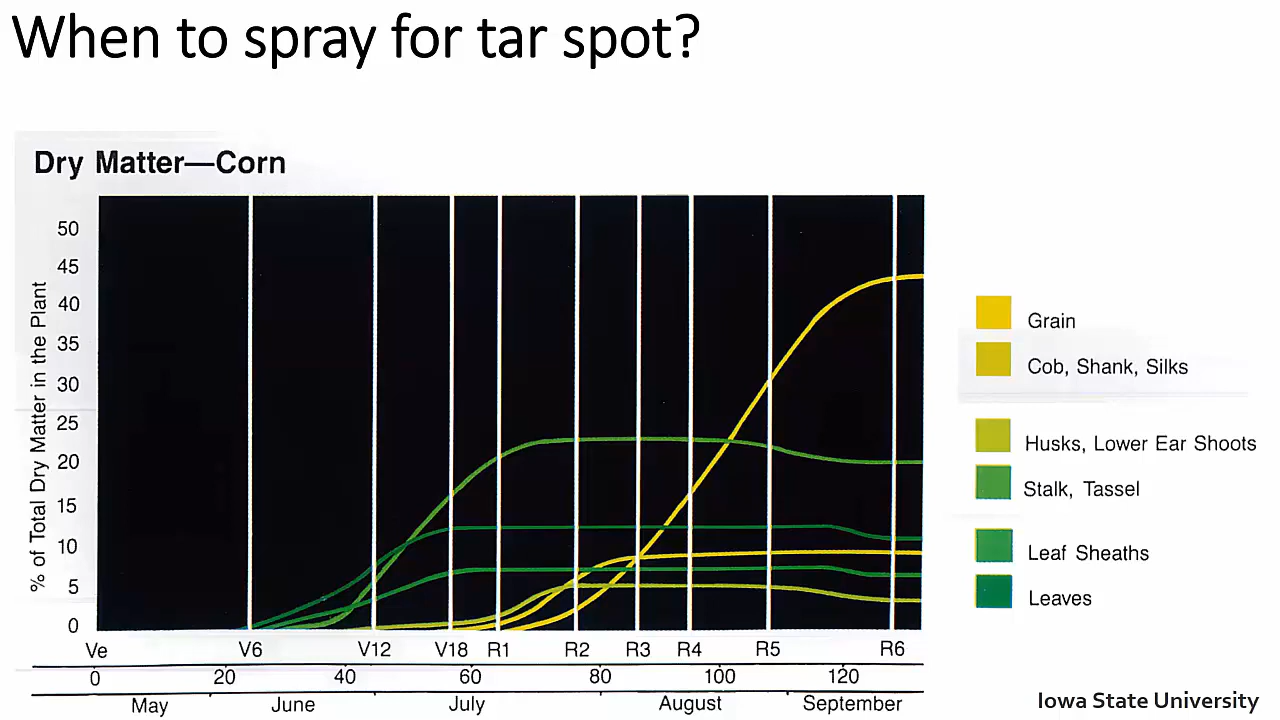 When to spray for tar spot?
Dry Matter—Corn
% of Total Dry Matter in the Plant
50
45
40
35
30
25
20
15
10
5
0
Ve V6 V12 V18 R1 R2 R3 R4 R5 R6
0 20 40 60 80 100 120
May June July August September
Grain
Cob, Shank, Silks
Husks, Lower Ear Shoots
Stalk, Tassel
Leaf Sheaths
Leaves
Iowa State University